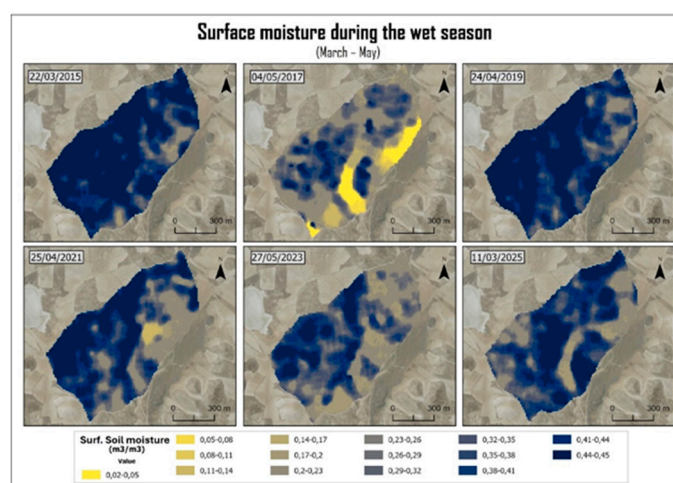 Surface moisture during the wet season
(March – May)
22/03/2015
N
0 300 m
04/05/2017
N
0 300 m
24/04/2019
N
0 300 m
25/04/2021
N
0 300 m
27/05/2023
N
0 300 m
11/03/2025
N
0 300 m
Surf. Soil moisture
(m3/m3)
Value
0,02-0,05
0,05-0,08
0,08-0,11
0,11-0,14
0,14-0,17
0,17-0,2
0,2-0,23
0,23-0,26
0,26-0,29
0,29-0,32
0,32-0,35
0,35-0,38
0,38-0,41
0,41-0,44
0,44-0,45